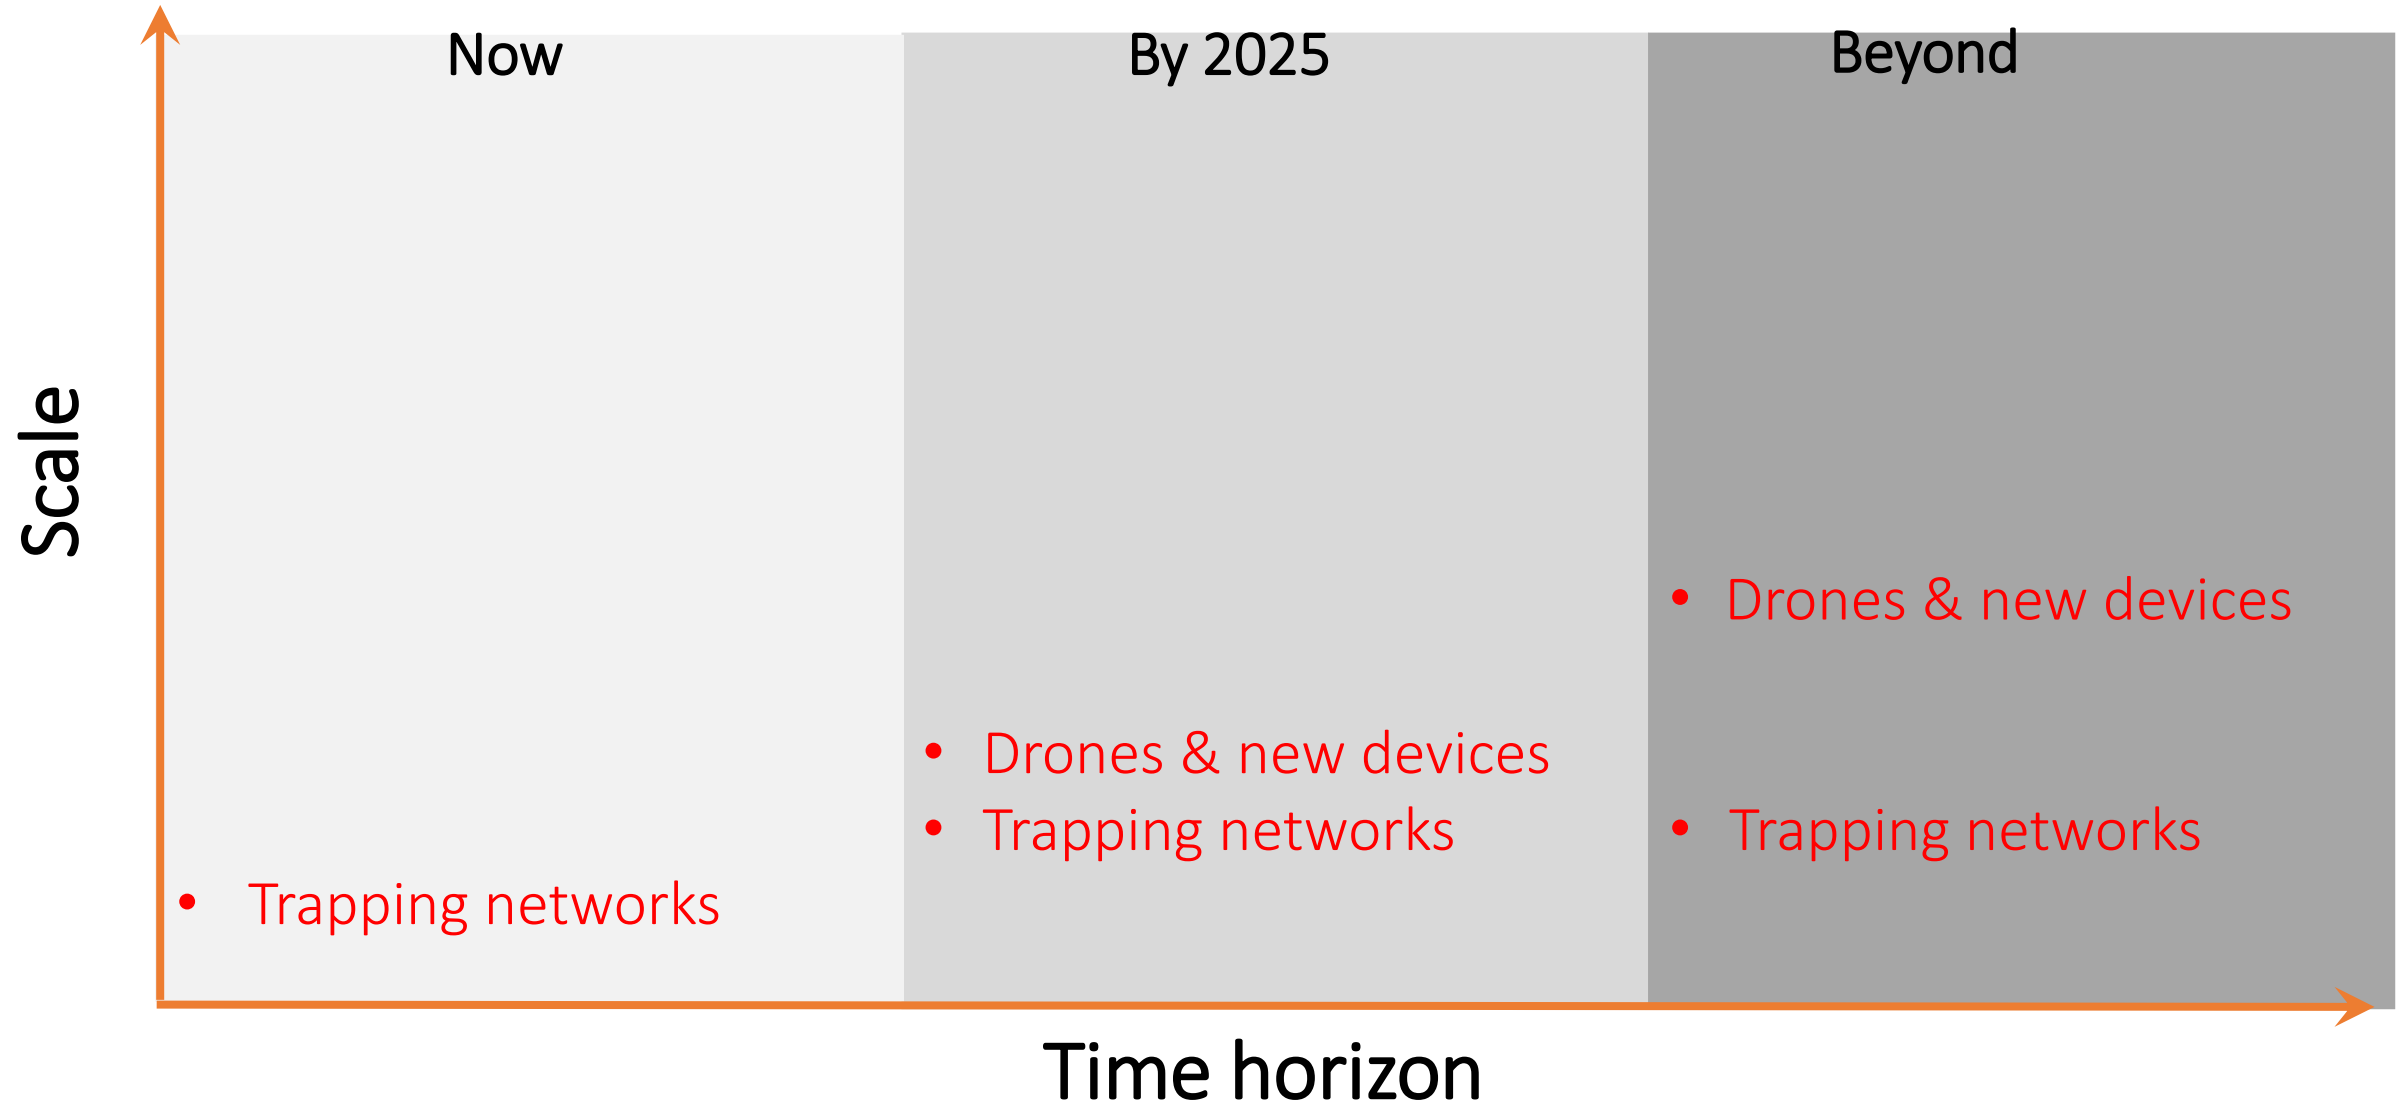 Now
By 2025
Beyond
Scale
• Drones & new devices
• Drones & new devices
• Trapping networks
• Trapping networks
• Trapping networks
Time horizon